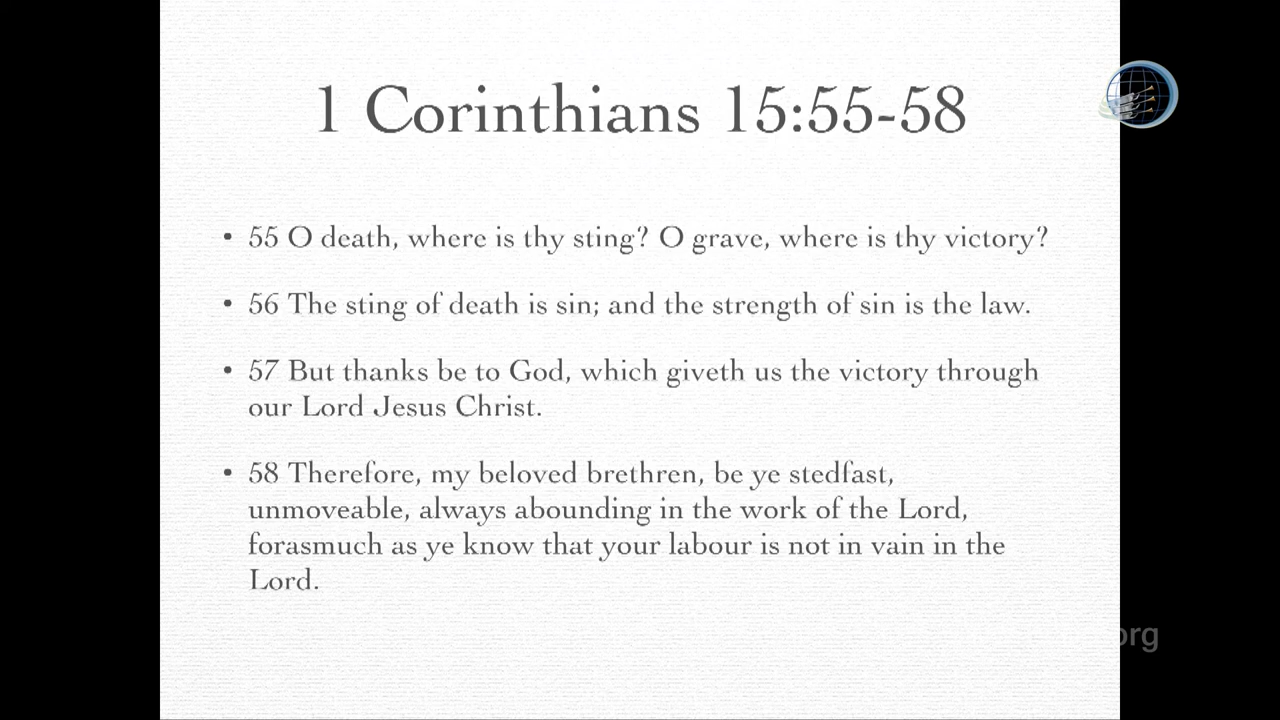 1 Corinthians 15:55-58
• 55 O death, where is thy sting? O grave, where is thy victory?
• 56 The sting of death is sin; and the strength of sin is the law.
• 57 But thanks be to God, which giveth us the victory through
our Lord Jesus Christ.
• 58 Therefore, my beloved brethren, be ye stedfast,
unmoveable, always abounding in the work of the Lord,
forasmuch as ye know that your labour is not in vain in the
Lord.
org